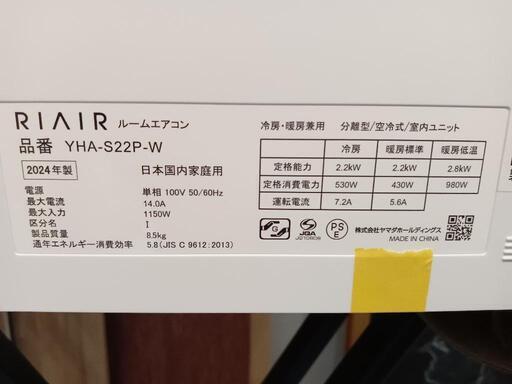 RIAIR ルームエアコン
品番 YHA-S22P-W
2024年製 日本国内家庭用
電源 単相 100V 50/60Hz
最大電流 14.0A
最大入力 1150W
区分名 I
製品質量 8.5kg
通年エネルギー消費効率 5.8 (JIS C 9612:2013)
冷房・暖房兼用 分離型/空冷式/室内ユニット
冷房 暖房標準 暖房低温
定格能力 2.2kW 2.2kW 2.8kW
定格消費電力 530W 430W 980W
運転電流 7.2A 5.6A
G JQA PS E
株式会社ヤマダホールディングス
MADE IN CHINA